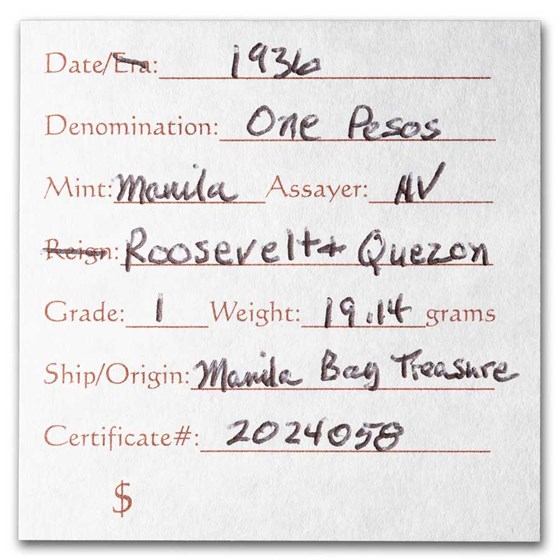 Date/Era: 1936
Denomination: One Pesos
Mint: Manila Assayer: AV
Reign: Roosevelt + Quezon
Grade: 1 Weight: 19.14 grams
Ship/Origin: Manila Bay Treasure
Certificate#: 2024058
$